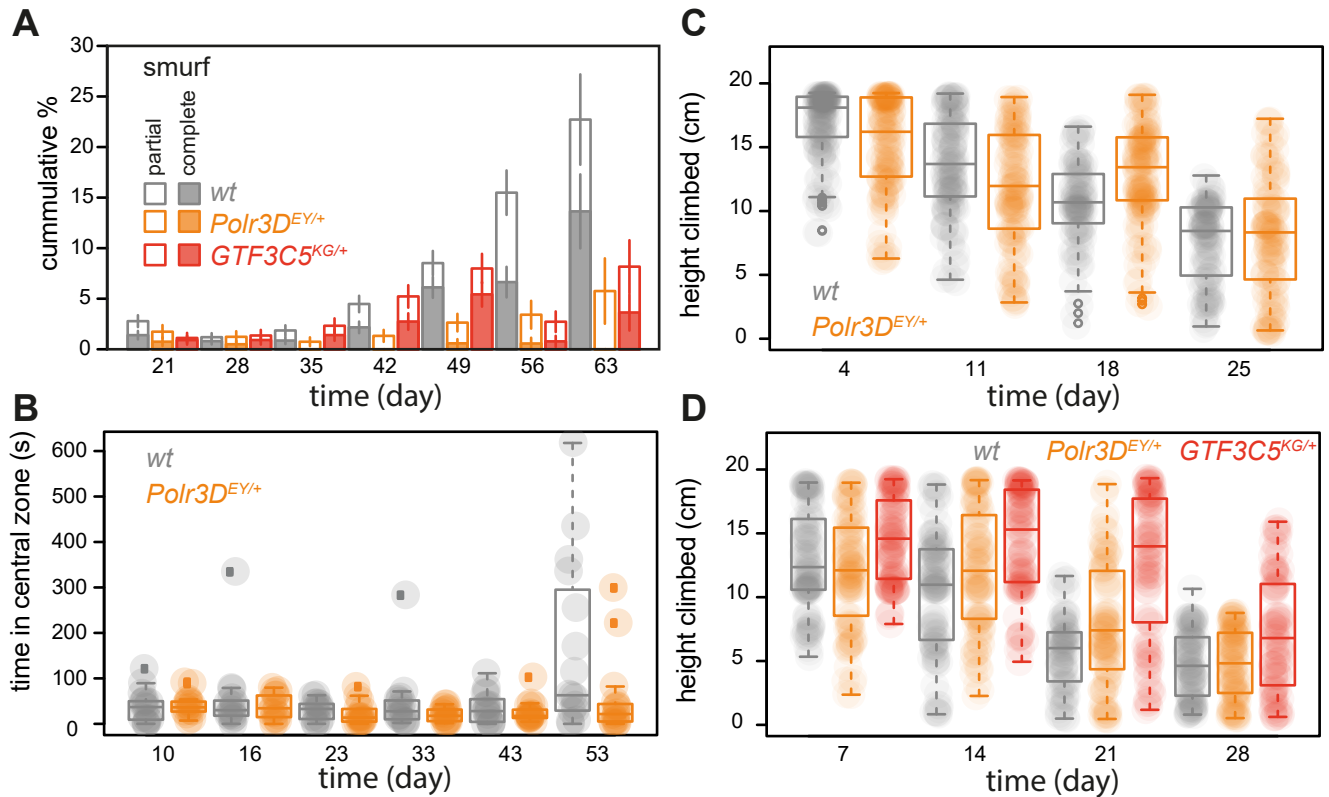 A
30
25
20
15
10
5
0
cummulative %
smurf
partial
complete
wt
Polr3D^EY/+
GTF3C5^KG/+
21 28 35 42 49 56 63
time (day)
B
600
500
400
300
200
100
0
time in central zone (s)
wt
Polr3D^EY/+
10 16 23 33 43 53
time (day)
C
20
15
10
5
0
height climbed (cm)
wt
Polr3D^EY/+
4 11 18 25
time (day)
D
20
15
10
5
0
height climbed (cm)
wt Polr3D^EY/+ GTF3C5^KG/+
7 14 21 28
time (day)